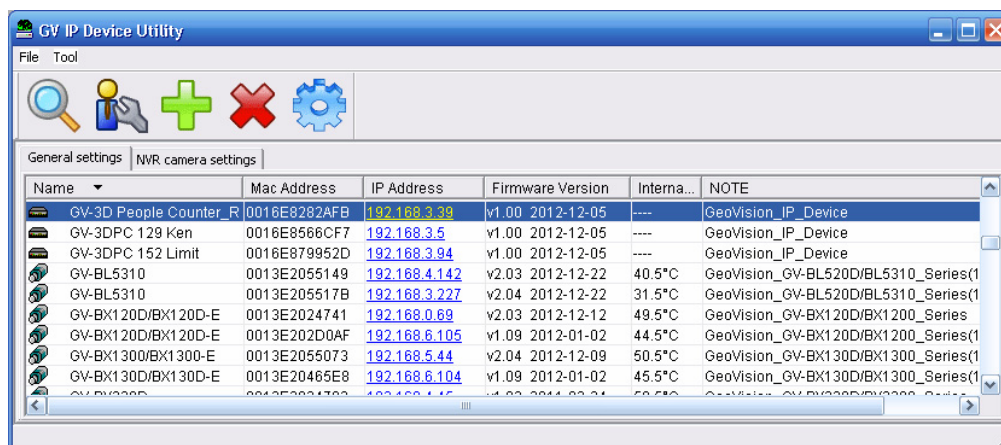 GV IP Device Utility
File Tool
General settings NVR camera settings
Name Mac Address IP Address Firmware Version Interna... NOTE
GV-3D People Counter_R 0016E8282AFB 192.168.3.39 v1.00 2012-12-05 ---- GeoVision_IP_Device
GV-3DPC 129 Ken 0016E8566CF7 192.168.3.5 v1.00 2012-12-05 ---- GeoVision_IP_Device
GV-3DPC 152 Limit 0016E879952D 192.168.3.94 v1.00 2012-12-05 ---- GeoVision_IP_Device
GV-BL5310 0013E2055149 192.168.4.142 v2.03 2012-12-22 40.5°C GeoVision_GV-BL520D/BL5310_Series(1
GV-BL5310 0013E205517B 192.168.3.227 v2.04 2012-12-22 31.5°C GeoVision_GV-BL520D/BL5310_Series(1
GV-BX120D/BX120D-E 0013E2024741 192.168.0.69 v2.03 2012-12-12 49.5°C GeoVision_GV-BX120D/BX1200_Series
GV-BX120D/BX120D-E 0013E202D0AF 192.168.6.105 v1.09 2012-01-02 44.5°C GeoVision_GV-BX120D/BX1200_Series(1
GV-BX1300/BX1300-E 0013E2055073 192.168.5.44 v2.04 2012-12-09 50.5°C GeoVision_GV-BX130D/BX1300_Series(1
GV-BX130D/BX130D-E 0013E20465E8 192.168.6.104 v1.09 2012-01-02 45.5°C GeoVision_GV-BX130D/BX1300_Series(1